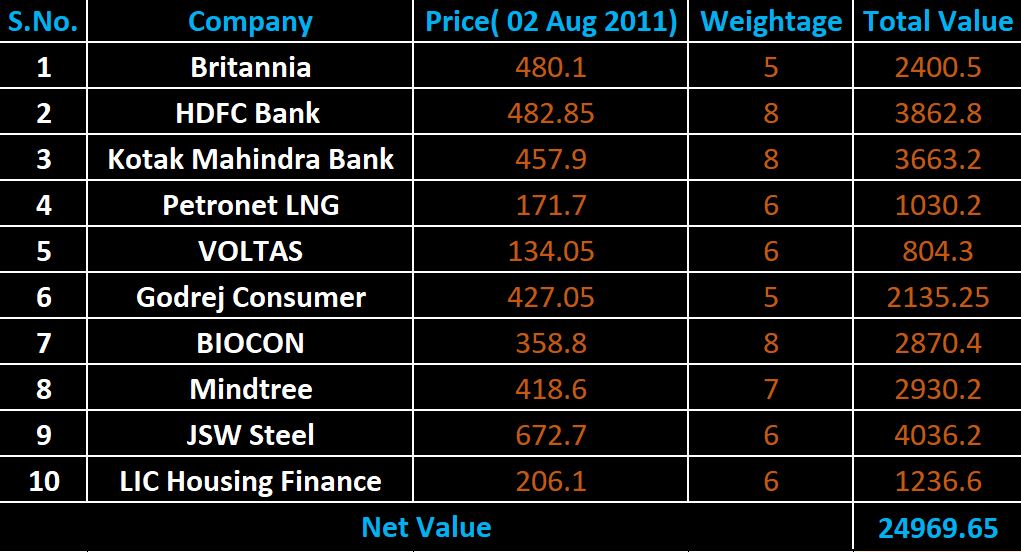 S.No. Company Price( 02 Aug 2011) Weightage Total Value
1 Britannia 480.1 5 2400.5
2 HDFC Bank 482.85 8 3862.8
3 Kotak Mahindra Bank 457.9 8 3663.2
4 Petronet LNG 171.7 6 1030.2
5 VOLTAS 134.05 6 804.3
6 Godrej Consumer 427.05 5 2135.25
7 BIOCON 358.8 8 2870.4
8 Mindtree 418.6 7 2930.2
9 JSW Steel 672.7 6 4036.2
10 LIC Housing Finance 206.1 6 1236.6
Net Value 24969.65